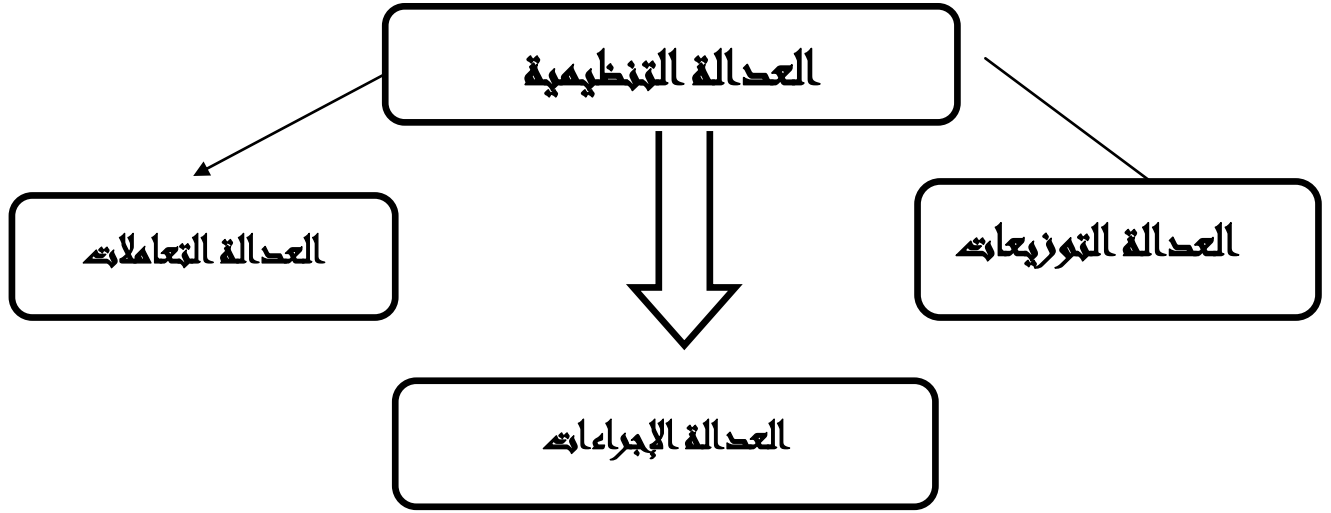 العدالة التنظيمية
العدالة التوزيعات
العدالة التعاملات
العدالة الإجراءات